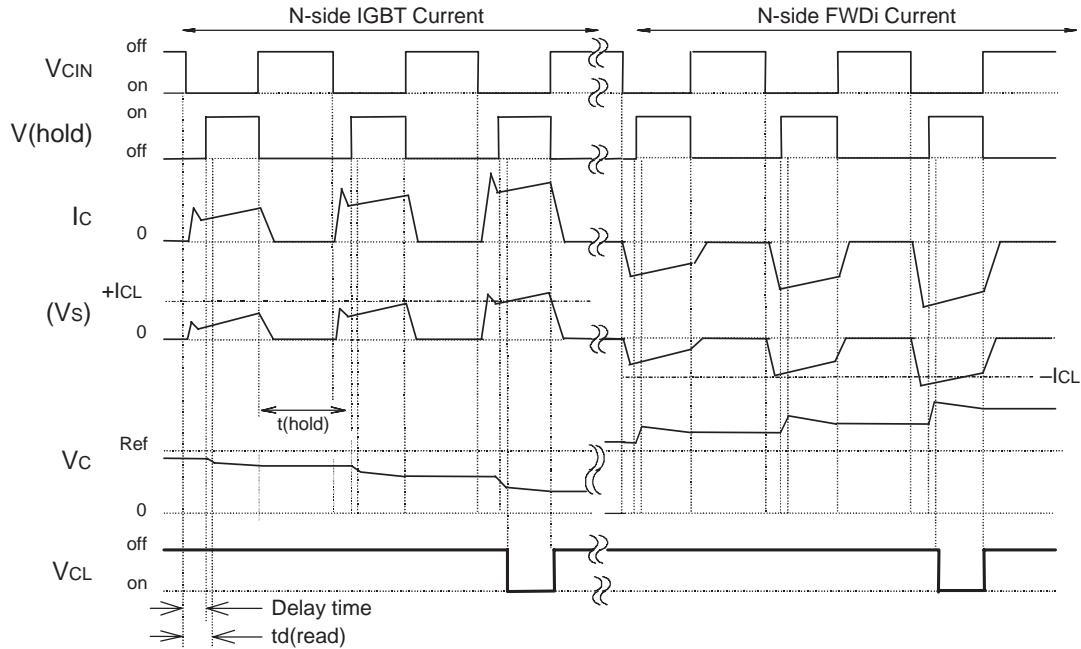 N-side IGBT Current
N-side FWDi Current
VCIN
off
on
V(hold)
on
off
IC
0
+ICL
(VS)
0
–ICL
t(hold)
VC
Ref
0
VCL
off
on
Delay time
td(read)